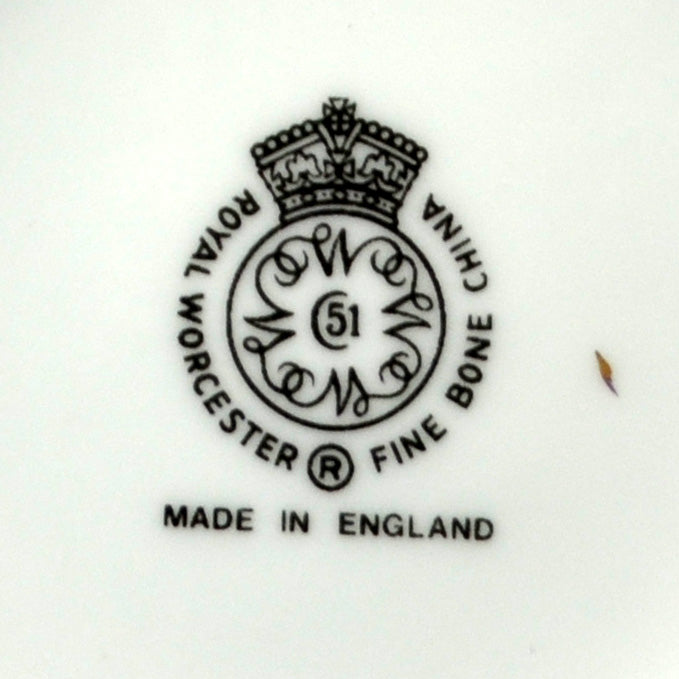 ROYAL WORCESTER ® FINE BONE CHINA
W W W W
C51
MADE IN ENGLAND